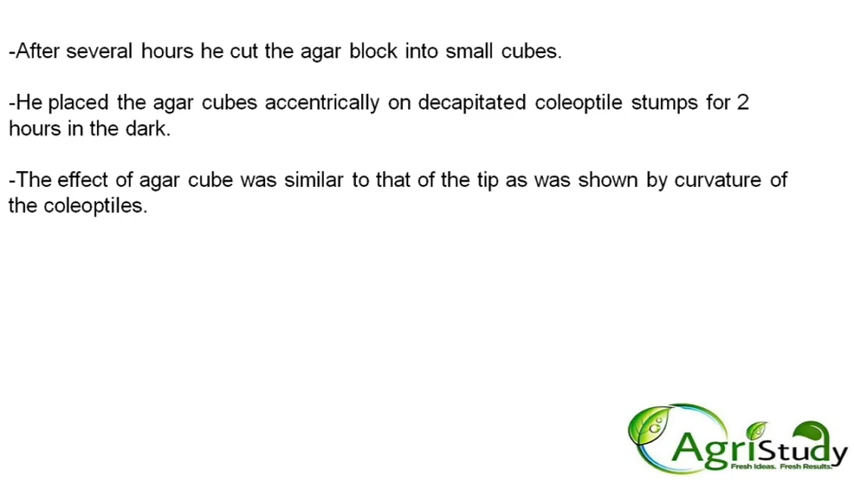 -After several hours he cut the agar block into small cubes.
-He placed the agar cubes accentrically on decapitated coleoptile stumps for 2
hours in the dark.
-The effect of agar cube was similar to that of the tip as was shown by curvature of
the coleoptiles.
AgriStudy
Fresh Ideas. Fresh Results.